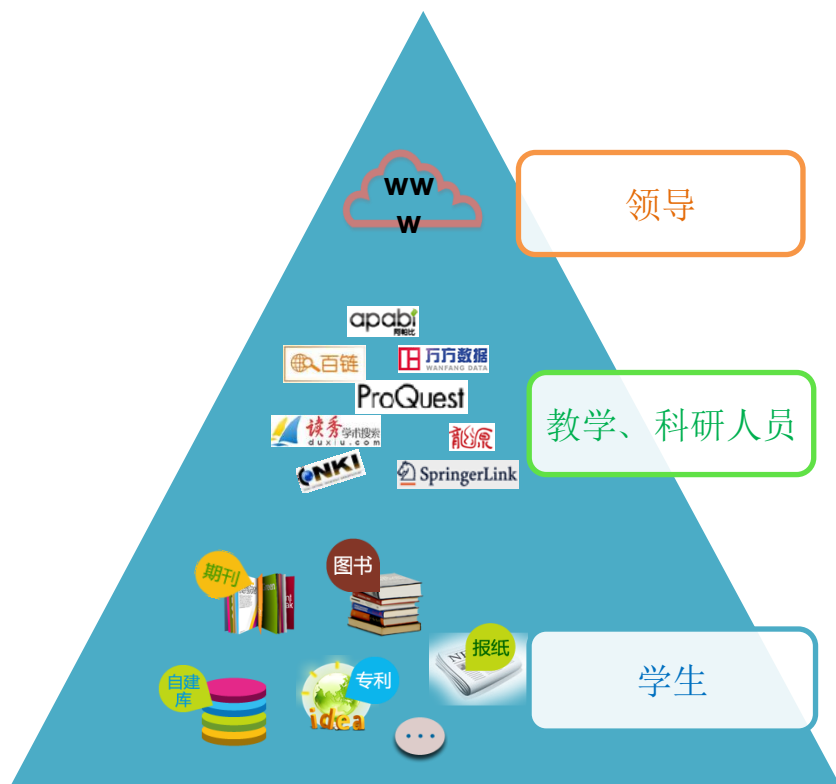 ww
w
领导
apabi
阿帕比
百链
万方数据
WANFANG DATA
ProQuest
教学、科研人员
读秀学术搜索
duxiu.com
龙源
CNKI
SpringerLink
期刊
图书
报纸
学生
自建
库
专利
idea
...